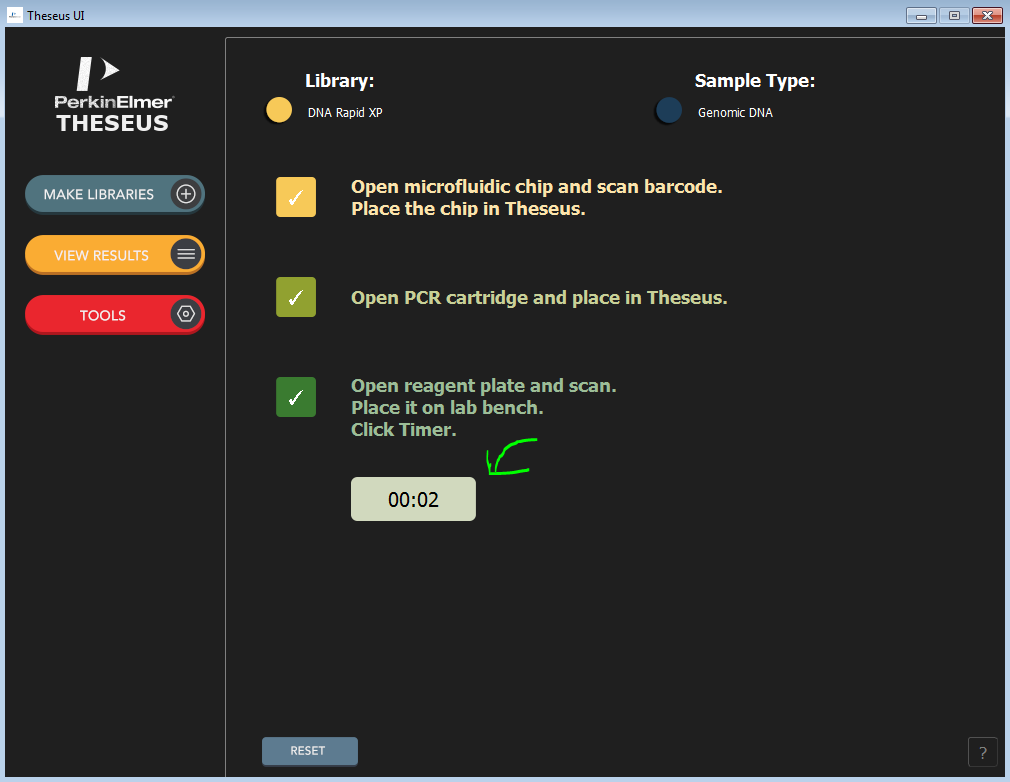 Theseus UI
PerkinElmer
THESEUS
MAKE LIBRARIES
VIEW RESULTS
TOOLS
Library:
DNA Rapid XP
Sample Type:
Genomic DNA
✓ Open microfluidic chip and scan barcode.
Place the chip in Theseus.
✓ Open PCR cartridge and place in Theseus.
✓ Open reagent plate and scan.
Place it on lab bench.
Click Timer.
00:02
RESET
?